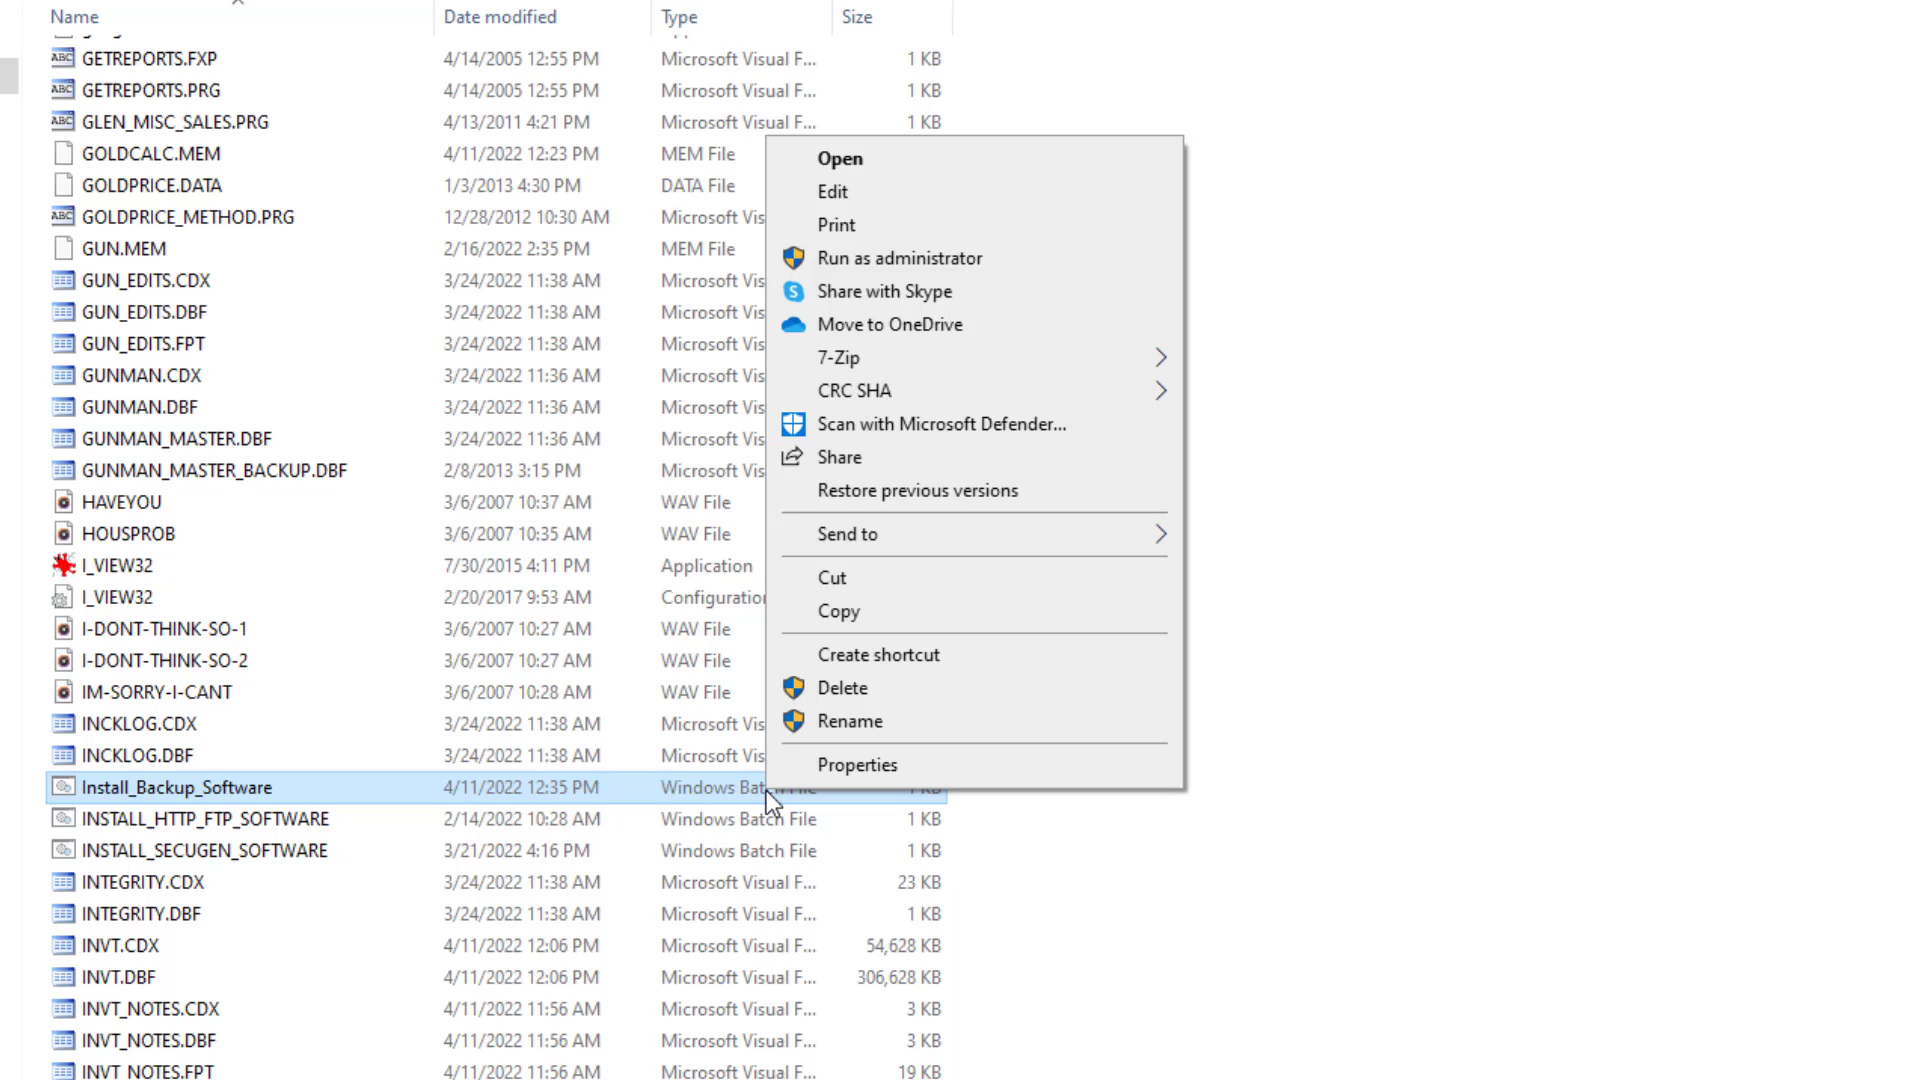 Name Date modified Type Size
GETREPORTS.FXP 4/14/2005 12:55 PM Microsoft Visual F... 1 KB
GETREPORTS.PRG 4/14/2005 12:55 PM Microsoft Visual F... 1 KB
GLEN_MISC_SALES.PRG 4/13/2011 4:21 PM Microsoft Visual F... 1 KB
GOLDCALC.MEM 4/11/2022 12:23 PM MEM File
GOLDPRICE.DATA 1/3/2013 4:30 PM DATA File
GOLDPRICE_METHOD.PRG 12/28/2012 10:30 AM Microsoft Vis
GUN.MEM 2/16/2022 2:35 PM MEM File
GUN_EDITS.CDX 3/24/2022 11:38 AM Microsoft Vis
GUN_EDITS.DBF 3/24/2022 11:38 AM Microsoft Vis
GUN_EDITS.FPT 3/24/2022 11:38 AM Microsoft Vis
GUNMAN.CDX 3/24/2022 11:36 AM Microsoft Vis
GUNMAN.DBF 3/24/2022 11:36 AM Microsoft Vis
GUNMAN_MASTER.DBF 3/24/2022 11:36 AM Microsoft Vis
GUNMAN_MASTER_BACKUP.DBF 2/8/2013 3:15 PM Microsoft Vis
HAVEYOU 3/6/2007 10:37 AM WAV File
HOUSPROB 3/6/2007 10:35 AM WAV File
I_VIEW32 7/30/2015 4:11 PM Application
I_VIEW32 2/20/2017 9:53 AM Configuration
I-DONT-THINK-SO-1 3/6/2007 10:27 AM WAV File
I-DONT-THINK-SO-2 3/6/2007 10:27 AM WAV File
IM-SORRY-I-CANT 3/6/2007 10:28 AM WAV File
INCKLOG.CDX 3/24/2022 11:38 AM Microsoft Vis
INCKLOG.DBF 3/24/2022 11:38 AM Microsoft Vis
Install_Backup_Software 4/11/2022 12:35 PM Windows Batch File 1 KB
INSTALL_HTTP_FTP_SOFTWARE 2/14/2022 10:28 AM Windows Batch File 1 KB
INSTALL_SECUGEN_SOFTWARE 3/21/2022 4:16 PM Windows Batch File 1 KB
INTEGRITY.CDX 3/24/2022 11:38 AM Microsoft Visual F... 23 KB
INTEGRITY.DBF 3/24/2022 11:38 AM Microsoft Visual F... 1 KB
INVT.CDX 4/11/2022 12:06 PM Microsoft Visual F... 54,628 KB
INVT.DBF 4/11/2022 12:06 PM Microsoft Visual F... 306,628 KB
INVT_NOTES.CDX 4/11/2022 11:56 AM Microsoft Visual F... 3 KB
INVT_NOTES.DBF 4/11/2022 11:56 AM Microsoft Visual F... 3 KB
INVT_NOTES.FPT 4/11/2022 11:56 AM Microsoft Visual F... 19 KB
Open
Edit
Print
Run as administrator
Share with Skype
Move to OneDrive
7-Zip
CRC SHA
Scan with Microsoft Defender...
Share
Restore previous versions
Send to
Cut
Copy
Create shortcut
Delete
Rename
Properties